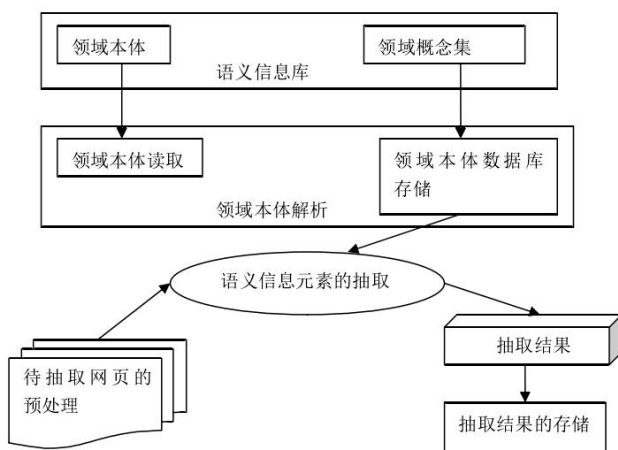 领域本体
领域概念集
语义信息库
领域本体读取
领域本体数据库
存储
领域本体解析
语义信息元素的抽取
待抽取网页的
预处理
抽取结果
抽取结果的存储